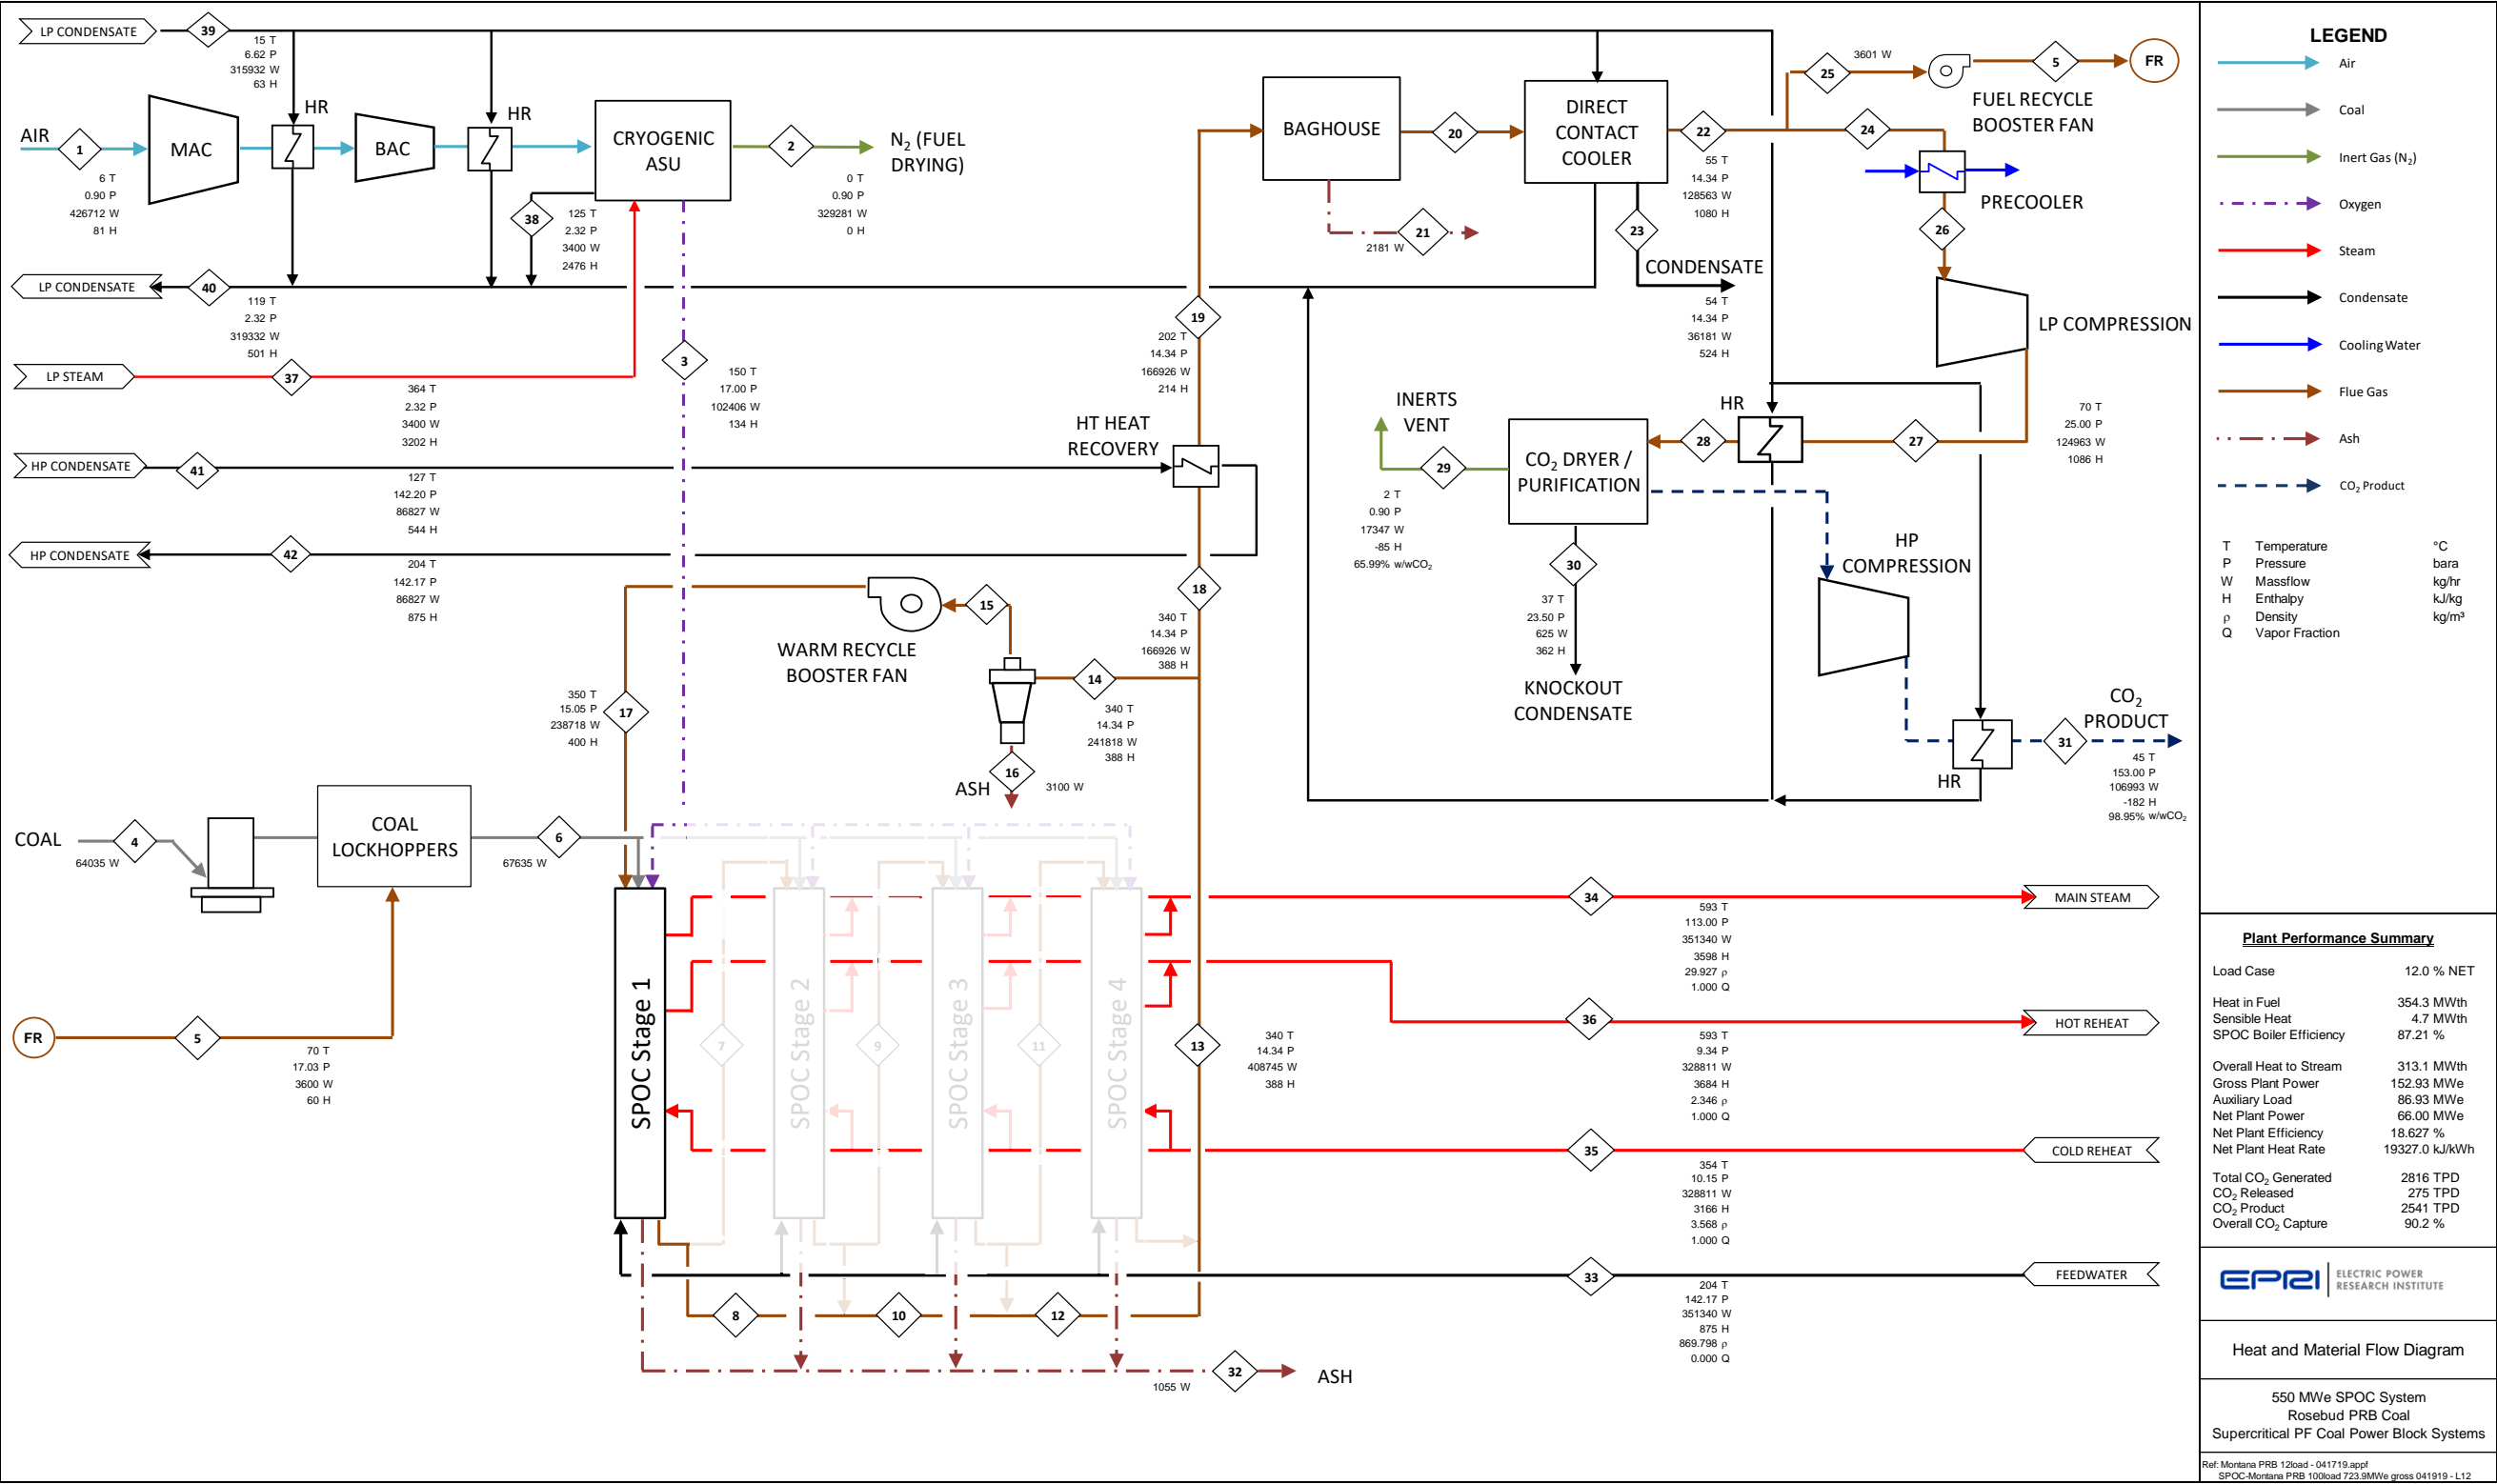 LP CONDENSATE
39
15 T
6.62 P
315932 W
63 H
HR
HR
AIR
1
MAC
BAC
CRYOGENIC
ASU
2
N₂ (FUEL
DRYING)
6 T
0.90 P
426712 W
81 H
38
125 T
2.32 P
3400 W
2476 H
0 T
0.90 P
329281 W
0 H
LP CONDENSATE
40
119 T
2.32 P
319332 W
501 H
LP STEAM
37
364 T
2.32 P
3400 W
3202 H
3
150 T
17.00 P
102406 W
134 H
HP CONDENSATE
41
127 T
142.20 P
86827 W
544 H
HP CONDENSATE
42
204 T
142.17 P
86827 W
875 H
BAGHOUSE
20
21
2181 W
DIRECT
CONTACT
COOLER
22
55 T
14.34 P
128563 W
1080 H
23
CONDENSATE
54 T
14.34 P
36181 W
524 H
25
3601 W
FUEL RECYCLE
BOOSTER FAN
5
FR
24
PRECOOLER
26
LP COMPRESSION
19
202 T
14.34 P
166926 W
214 H
HT HEAT
RECOVERY
18
340 T
14.34 P
166926 W
388 H
INERTS
VENT
29
2 T
0.90 P
17347 W
-85 H
65.99% w/wCO₂
CO₂ DRYER /
PURIFICATION
28
HR
27
70 T
25.00 P
124963 W
1086 H
30
37 T
23.50 P
625 W
362 H
KNOCKOUT
CONDENSATE
HP
COMPRESSION
CO₂
PRODUCT
31
HR
45 T
153.00 P
106993 W
-182 H
98.95% w/wCO₂
15
WARM RECYCLE
BOOSTER FAN
14
340 T
14.34 P
241818 W
388 H
16
ASH
3100 W
350 T
15.05 P
238718 W
400 H
17
COAL
4
64035 W
COAL
LOCKHOPPERS
6
67635 W
FR
5
70 T
17.03 P
3600 W
60 H
SPOC Stage 1
7
SPOC Stage 2
9
SPOC Stage 3
11
SPOC Stage 4
13
340 T
14.34 P
408745 W
388 H
8
10
12
32
1055 W
ASH
34
MAIN STEAM
593 T
113.00 P
351340 W
3598 H
29.927 ρ
1.000 Q
36
HOT REHEAT
593 T
9.34 P
328811 W
3684 H
2.346 ρ
1.000 Q
35
COLD REHEAT
354 T
10.15 P
328811 W
3166 H
3.568 ρ
1.000 Q
33
FEEDWATER
204 T
142.17 P
351340 W
875 H
869.798 ρ
0.000 Q
LEGEND
Air
Coal
Inert Gas (N₂)
Oxygen
Steam
Condensate
Cooling Water
Flue Gas
Ash
CO₂ Product
T Temperature °C
P Pressure bara
W Massflow kg/hr
H Enthalpy kJ/kg
ρ Density kg/m³
Q Vapor Fraction
Plant Performance Summary
Load Case 12.0 % NET
Heat in Fuel 354.3 MWth
Sensible Heat 4.7 MWth
SPOC Boiler Efficiency 87.21 %
Overall Heat to Stream 313.1 MWth
Gross Plant Power 152.93 MWe
Auxiliary Load 86.93 MWe
Net Plant Power 66.00 MWe
Net Plant Efficiency 18.627 %
Net Plant Heat Rate 19327.0 kJ/kWh
Total CO₂ Generated 2816 TPD
CO₂ Released 275 TPD
CO₂ Product 2541 TPD
Overall CO₂ Capture 90.2 %
EPRI ELECTRIC POWER
RESEARCH INSTITUTE
Heat and Material Flow Diagram
550 MWe SPOC System
Rosebud PRB Coal
Supercritical PF Coal Power Block Systems
Ref: Montana PRB 12load - 041719.appf
SPOC-Montana PRB 100load 723.9MWe gross 041919 - L12